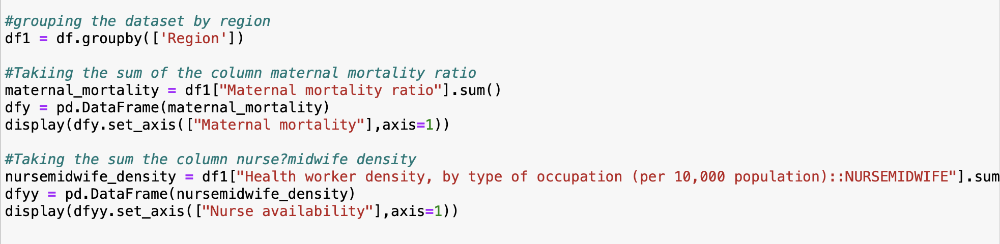 #grouping the dataset by region
df1 = df.groupby(['Region'])
#Takiing the sum of the column maternal mortality ratio
maternal_mortality = df1["Maternal mortality ratio"].sum()
dfy = pd.DataFrame(maternal_mortality)
display(dfy.set_axis(["Maternal mortality"],axis=1))
#Taking the sum the column nurse?midwife density
nursemidwife_density = df1["Health worker density, by type of occupation (per 10,000 population)::NURSEMIDWIFE"].sum
dfyy = pd.DataFrame(nursemidwife_density)
display(dfyy.set_axis(["Nurse availability"],axis=1))